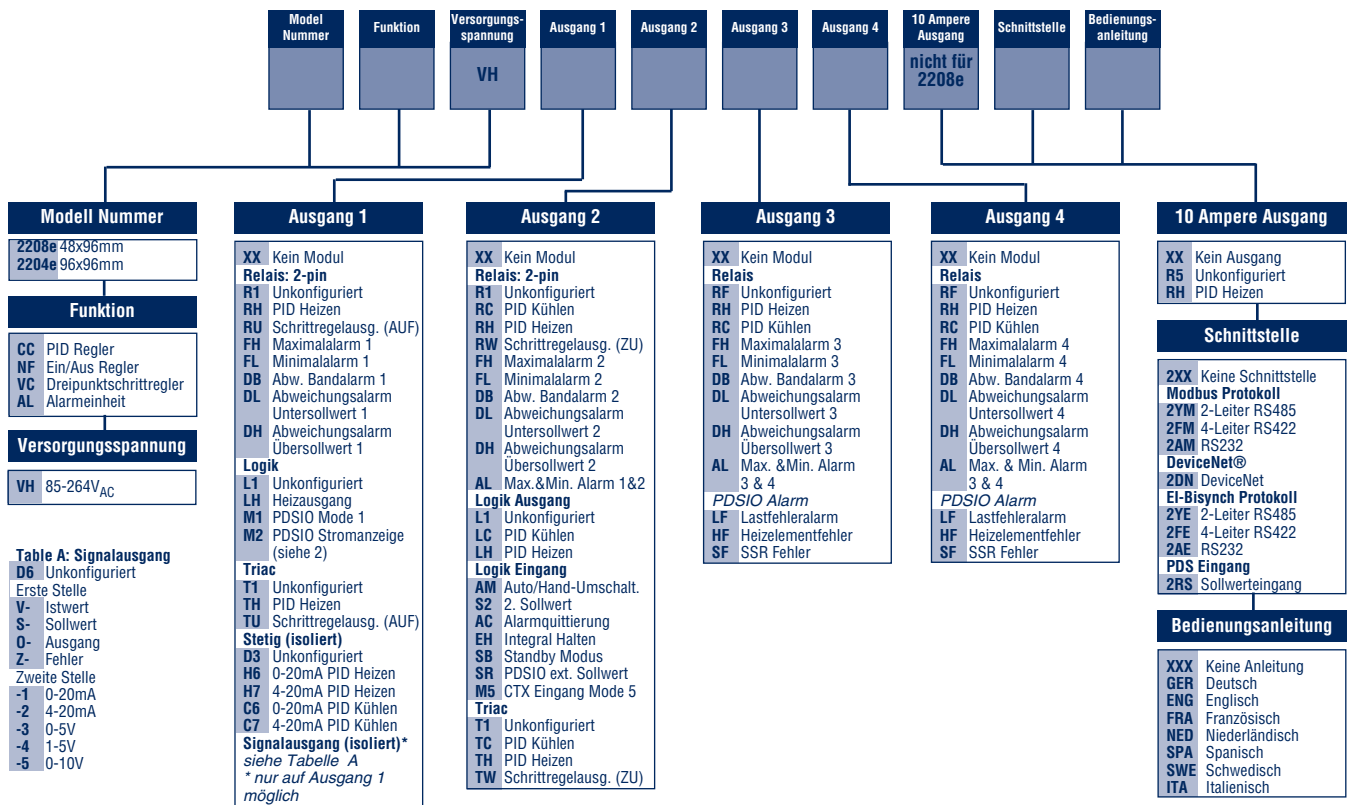 Model
Nummer
Funktion
Versorgungs-
spannung
Ausgang 1
Ausgang 2
Ausgang 3
Ausgang 4
10 Ampere
Ausgang
Schnittstelle
Bedienungs-
anleitung
VH
nicht für
2208e
Modell Nummer
2208e 48x96mm
2204e 96x96mm
Funktion
CC PID Regler
NF Ein/Aus Regler
VC Dreipunktschrittregler
AL Alarmeinheit
Versorgungsspannung
VH 85-264VAC
Table A: Signalausgang
D6 Unkonfiguriert
Erste Stelle
V- Istwert
S- Sollwert
O- Ausgang
Z- Fehler
Zweite Stelle
-1 0-20mA
-2 4-20mA
-3 0-5V
-4 1-5V
-5 0-10V
Ausgang 1
XX Kein Modul
Relais: 2-pin
R1 Unkonfiguriert
RH PID Heizen
RU Schrittregelausg. (AUF)
FH Maximalalarm 1
FL Minimalalarm 1
DB Abw. Bandalarm 1
DL Abweichungsalarm
Untersollwert 1
DH Abweichungsalarm
Übersollwert 1
Logik
L1 Unkonfiguriert
LH Heizausgang
M1 PDSIO Mode 1
M2 PDSIO Stromanzeige
(siehe 2)
Triac
T1 Unkonfiguriert
TH PID Heizen
TU Schrittregelausg. (AUF)
Stetig (isoliert)
D3 Unkonfiguriert
H6 0-20mA PID Heizen
H7 4-20mA PID Heizen
C6 0-20mA PID Kühlen
C7 4-20mA PID Kühlen
Signalausgang (isoliert)*
siehe Tabelle A
* nur auf Ausgang 1
möglich
Ausgang 2
XX Kein Modul
Relais: 2-pin
R1 Unkonfiguriert
RC PID Kühlen
RH PID Heizen
RW Schrittregelausg. (ZU)
FH Maximalalarm 2
FL Minimalalarm 2
DB Abw. Bandalarm 2
DL Abweichungsalarm
Untersollwert 2
DH Abweichungsalarm
Übersollwert 2
AL Max.&Min. Alarm 1&2
Logik Ausgang
L1 Unkonfiguriert
LC PID Kühlen
LH PID Heizen
Logik Eingang
AM Auto/Hand-Umschalt.
S2 2. Sollwert
AC Alarmquittierung
EH Integral Halten
SB Standby Modus
SR PDSIO ext. Sollwert
M5 CTX Eingang Mode 5
Triac
T1 Unkonfiguriert
TC PID Kühlen
TH PID Heizen
TW Schrittregelausg. (ZU)
Ausgang 3
XX Kein Modul
Relais
RF Unkonfiguriert
RH PID Heizen
RC PID Kühlen
FH Maximalalarm 3
FL Minimalalarm 3
DB Abw. Bandalarm 3
DL Abweichungsalarm
Untersollwert 3
DH Abweichungsalarm
Übersollwert 3
AL Max. &Min. Alarm
3 & 4
PDSIO Alarm
LF Lastfehleralarm
HF Heizelementfehler
SF SSR Fehler
Ausgang 4
XX Kein Modul
Relais
RF Unkonfiguriert
RH PID Heizen
RC PID Kühlen
FH Maximalalarm 4
FL Minimalalarm 4
DB Abw. Bandalarm 4
DL Abweichungsalarm
Untersollwert 4
DH Abweichungsalarm
Übersollwert 4
AL Max. & Min. Alarm
3 & 4
PDSIO Alarm
LF Lastfehleralarm
HF Heizelementfehler
SF SSR Fehler
10 Ampere Ausgang
XX Kein Ausgang
R5 Unkonfiguriert
RH PID Heizen
Schnittstelle
2XX Keine Schnittstelle
Modbus Protokoll
2YM 2-Leiter RS485
2FM 4-Leiter RS422
2AM RS232
DeviceNet®
2DN DeviceNet
EI-Bisynch Protokoll
2YE 2-Leiter RS485
2FE 4-Leiter RS422
2AE RS232
PDS Eingang
2RS Sollwerteingang
Bedienungsanleitung
XXX Keine Anleitung
GER Deutsch
ENG Englisch
FRA Französisch
NED Niederländisch
SPA Spanisch
SWE Schwedisch
ITA Italienisch